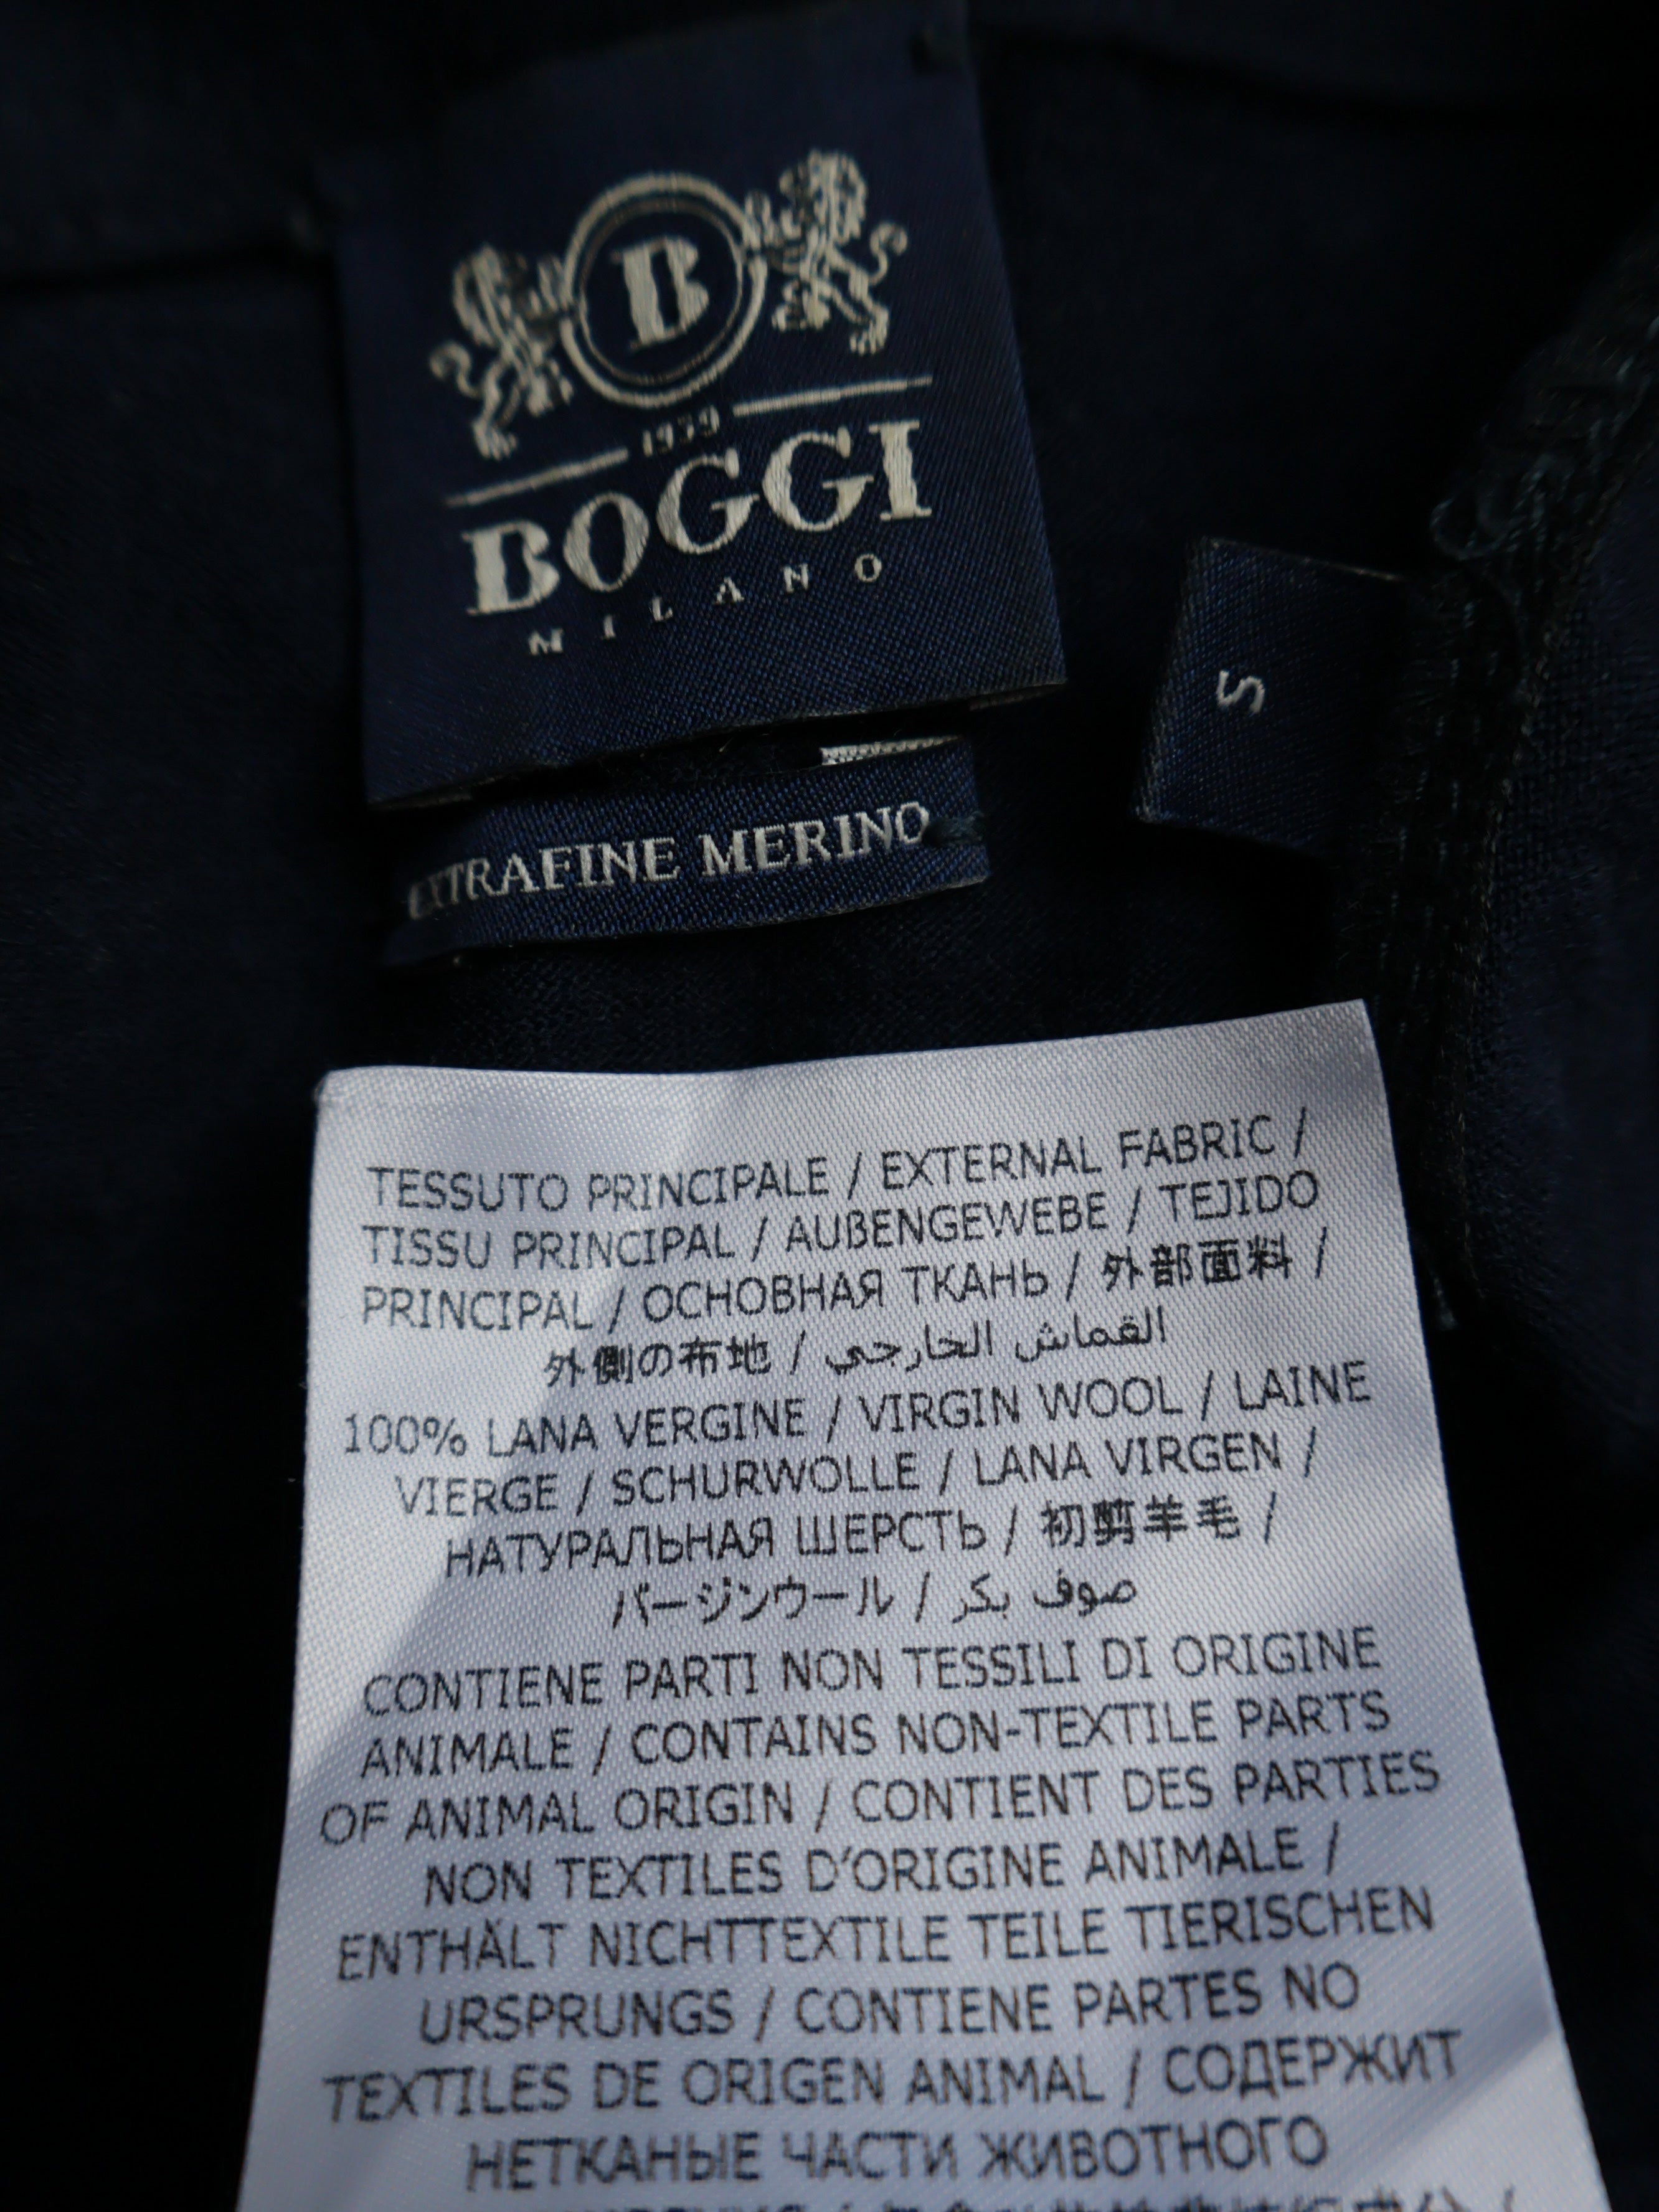 B
1939
BOGGI
MILANO
S
EXTRAFINE MERINO
TESSUTO PRINCIPALE / EXTERNAL FABRIC /
TISSU PRINCIPAL / AUßENGEWEBE / TEJIDO
PRINCIPAL / ОСНОВНАЯ ТКАНЬ / 外部面料 /
外側の布地 / القماش الخارجي
100% LANA VERGINE / VIRGIN WOOL / LAINE
VIERGE / SCHURWOLLE / LANA VIRGEN /
НАТУРАЛЬНАЯ ШЕРСТЬ / 初剪羊毛 /
バージンウール / صوف بكر
CONTIENE PARTI NON TESSILI DI ORIGINE
ANIMALE / CONTAINS NON-TEXTILE PARTS
OF ANIMAL ORIGIN / CONTIENT DES PARTIES
NON TEXTILES D'ORIGINE ANIMALE /
ENTHÄLT NICHTTEXTILE TEILE TIERISCHEN
URSPRUNGS / CONTIENE PARTES NO
TEXTILES DE ORIGEN ANIMAL / СОДЕРЖИТ
НЕТКАНЫЕ ЧАСТИ ЖИВОТНОГО